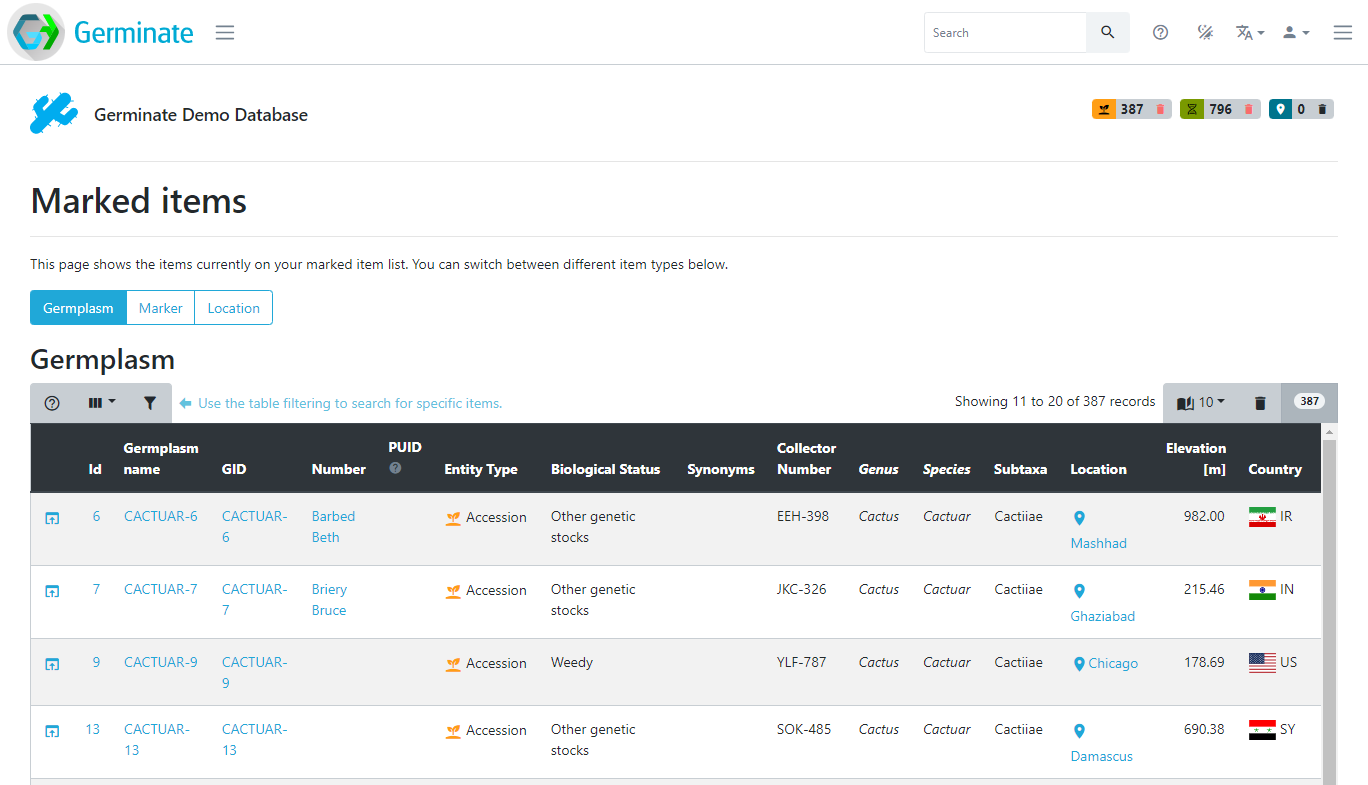 Germinate
Search
Germinate Demo Database
387
796
0
Marked items
This page shows the items currently on your marked item list. You can switch between different item types below.
Germplasm Marker Location
Germplasm
Use the table filtering to search for specific items.
Showing 11 to 20 of 387 records
10
387
Id Germplasm name GID Number PUID Entity Type Biological Status Synonyms Collector Number Genus Species Subtaxa Location Elevation [m] Country
6 CACTUAR-6 CACTUAR-6 Barbed Beth Accession Other genetic stocks EEH-398 Cactus Cactuar Cactiiae Mashhad 982.00 IR
7 CACTUAR-7 CACTUAR-7 Briery Bruce Accession Other genetic stocks JKC-326 Cactus Cactuar Cactiiae Ghaziabad 215.46 IN
9 CACTUAR-9 CACTUAR-9 Accession Weedy YLF-787 Cactus Cactuar Cactiiae Chicago 178.69 US
13 CACTUAR-13 CACTUAR-13 Accession Other genetic stocks SOK-485 Cactus Cactuar Cactiiae Damascus 690.38 SY